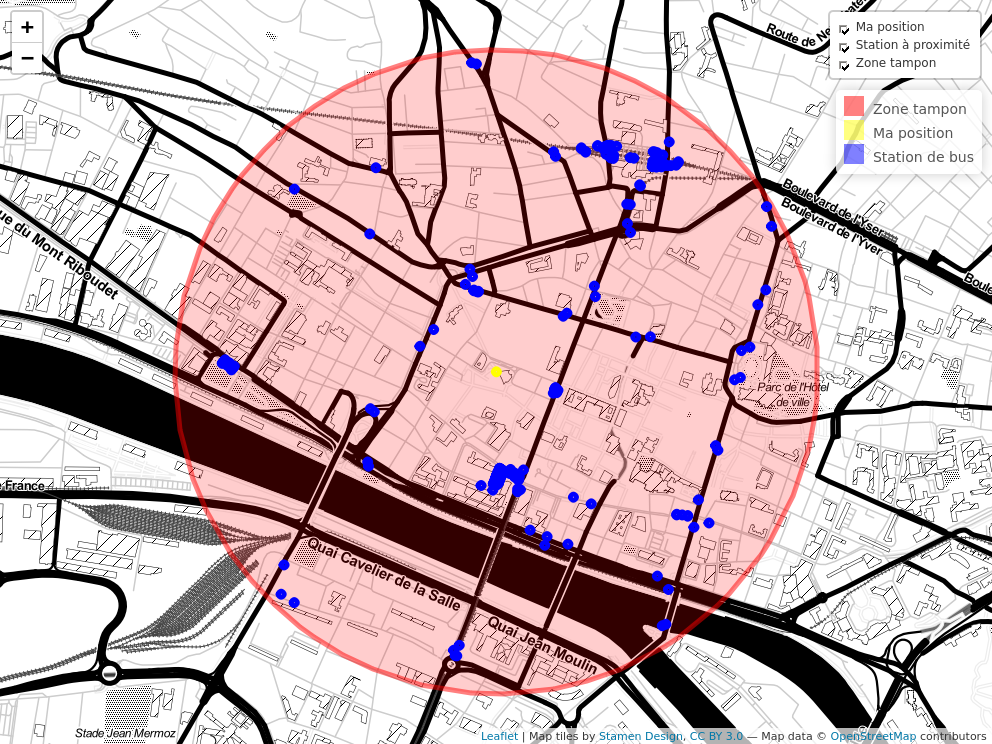 +
−
Route de Ne
Ma position
Station à proximité
Zone tampon
Zone tampon
Ma position
Station de bus
Boulevard de l'Yser
Boulevard de l'Yver
Boule
ue du Mont Riboudet
Parc de l'Hôtel
de ville
France
Quai Cavelier de la Salle
Quai Jean Moulin
Stade Jean Mermoz
Leaflet | Map tiles by Stamen Design, CC BY 3.0 — Map data © OpenStreetMap contributors